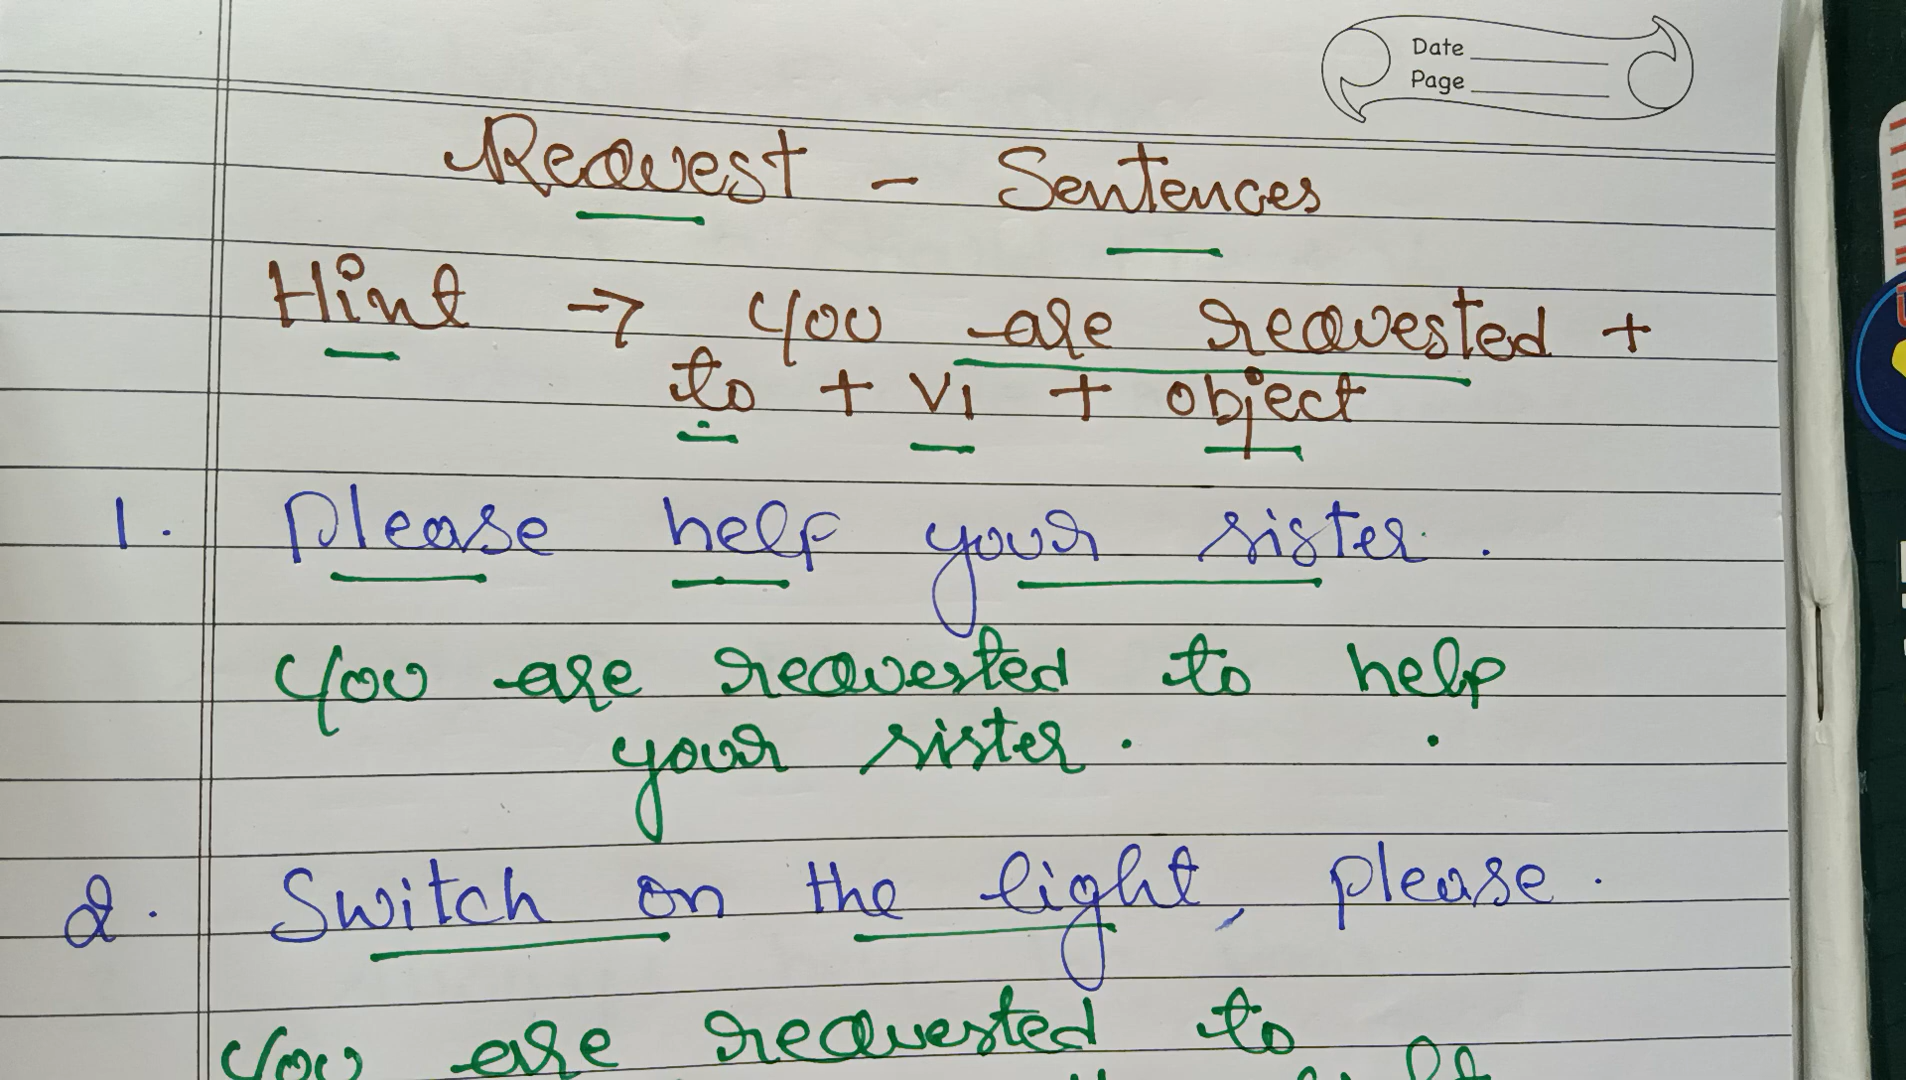 Date
Page
Request - Sentences
Hint → You are requested +
to + V1 + object
1. Please help your sister.
You are requested to help
your sister.
2. Switch on the light, please.
You are requested to